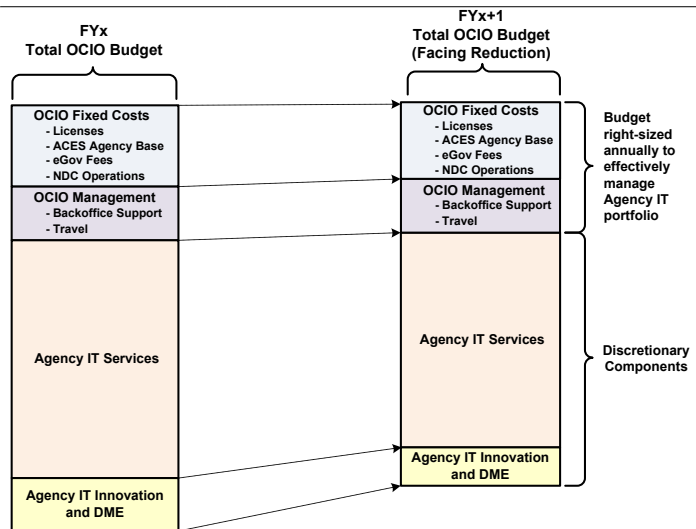 FYx
Total OCIO Budget
OCIO Fixed Costs
- Licenses
- ACES Agency Base
- eGov Fees
- NDC Operations
OCIO Management
- Backoffice Support
- Travel
Agency IT Services
Agency IT Innovation
and DME
FYx+1
Total OCIO Budget
(Facing Reduction)
OCIO Fixed Costs
- Licenses
- ACES Agency Base
- eGov Fees
- NDC Operations
OCIO Management
- Backoffice Support
- Travel
Agency IT Services
Agency IT Innovation
and DME
Budget
right-sized
annually to
effectively
manage
Agency IT
portfolio
Discretionary
Components